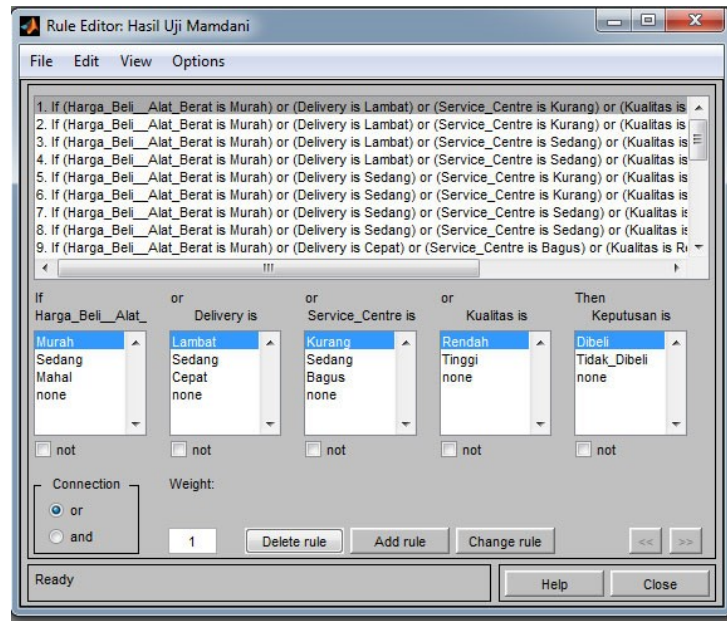 Rule Editor: Hasil Uji Mamdani
File Edit View Options
1. If (Harga_Beli__Alat_Berat is Murah) or (Delivery is Lambat) or (Service_Centre is Kurang) or (Kualitas is
2. If (Harga_Beli__Alat_Berat is Murah) or (Delivery is Lambat) or (Service_Centre is Kurang) or (Kualitas is
3. If (Harga_Beli__Alat_Berat is Murah) or (Delivery is Lambat) or (Service_Centre is Sedang) or (Kualitas is
4. If (Harga_Beli__Alat_Berat is Murah) or (Delivery is Lambat) or (Service_Centre is Sedang) or (Kualitas is
5. If (Harga_Beli__Alat_Berat is Murah) or (Delivery is Sedang) or (Service_Centre is Kurang) or (Kualitas is
6. If (Harga_Beli__Alat_Berat is Murah) or (Delivery is Sedang) or (Service_Centre is Kurang) or (Kualitas is
7. If (Harga_Beli__Alat_Berat is Murah) or (Delivery is Sedang) or (Service_Centre is Sedang) or (Kualitas is
8. If (Harga_Beli__Alat_Berat is Murah) or (Delivery is Sedang) or (Service_Centre is Sedang) or (Kualitas is
9. If (Harga_Beli__Alat_Berat is Murah) or (Delivery is Cepat) or (Service_Centre is Bagus) or (Kualitas is
If or or or Then
Harga_Beli__Alat_ Delivery is Service_Centre is Kualitas is Keputusan is
Murah Lambat Kurang Rendah Dibeli
Sedang Sedang Sedang Tinggi Tidak_Dibeli
Mahal Cepat Bagus none none
none none none
not not not not not
Connection Weight:
or
and 1 Delete rule Add rule Change rule << >>
Ready Help Close